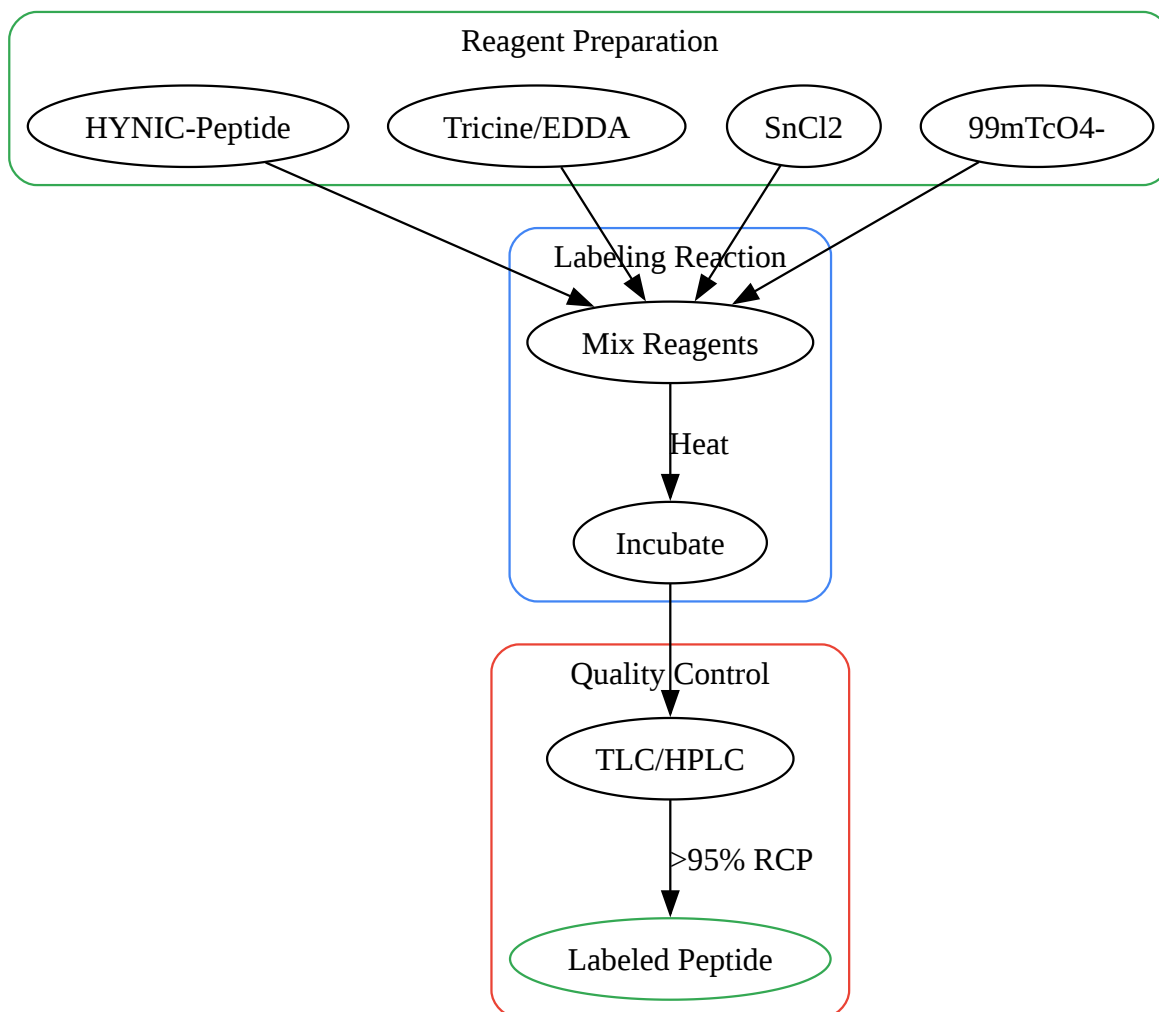 Reagent Preparation
HYNIC-Peptide
Tricine/EDDA
SnCl2
99mTcO4-
Labeling Reaction
Mix Reagents
Heat
Incubate
Quality Control
TLC/HPLC
>95% RCP
Labeled Peptide